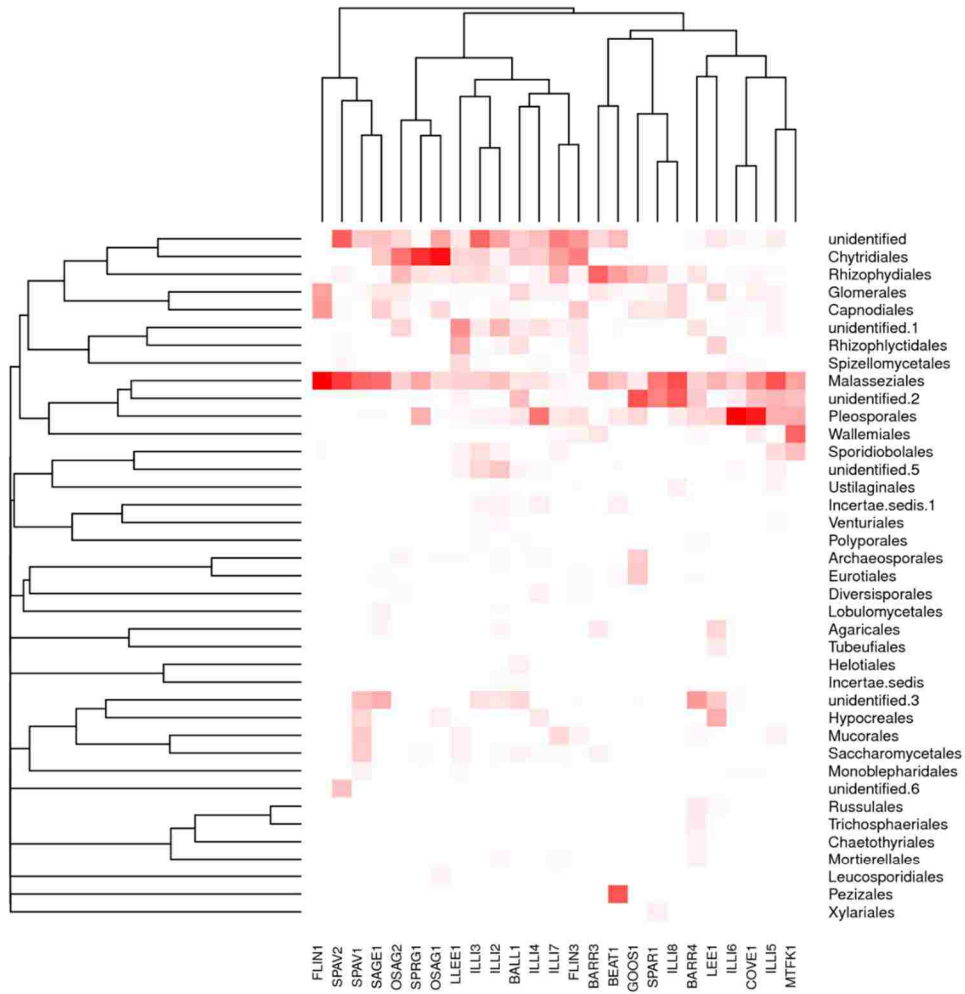 unidentified
Chytridiales
Rhizophydiales
Glomerales
Capnodiales
unidentified.1
Rhizophlyctidales
Spizellomycetales
Malasseziales
unidentified.2
Pleosporales
Wallemiales
Sporidiobolales
unidentified.5
Ustilaginales
Incertae.sedis.1
Venturiales
Polyporales
Archaeosporales
Eurotiales
Diversisporales
Lobulomycetales
Agaricales
Tubeufiales
Helotiales
Incertae.sedis
unidentified.3
Hypocreales
Mucorales
Saccharomycetales
Monoblepharidales
unidentified.6
Russulales
Trichosphaeriales
Chaetothyriales
Mortierellales
Leucosporidiales
Pezizales
Xylariales
FLIN1
SPAV2
SPAV1
SAGE1
OSAG2
SPRG1
OSAG1
LLEE1
ILLI3
ILLI2
BALL1
ILLI4
ILLI7
FLIN3
BARR3
BEAT1
GOOS1
SPAR1
ILLI8
BARR4
LEE1
ILLI6
COVE1
ILLI5
MTFK1